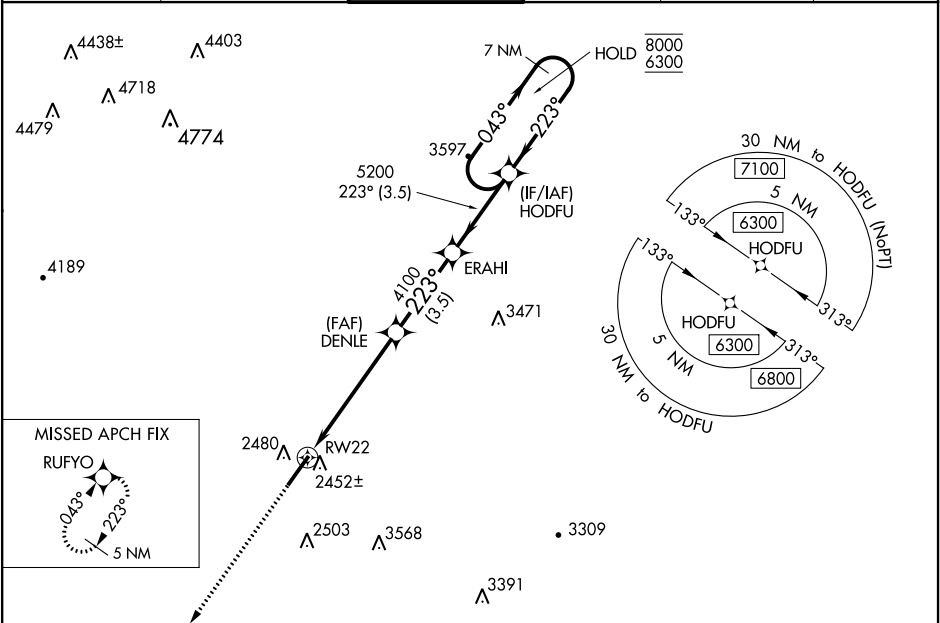 4438±
4403
7 NM
HOLD
8000
6300
4718
4479
4774
043°
223°
3597
5200
223° (3.5)
(IF/IAF)
HODFU
30 NM to HODFU (NoPT)
7100
5 NM
6300
133°
HODFU
313°
4189
ERAHI
4100
223°
(3.5)
3471
(FAF)
DENLE
133°
HODFU
313°
5 NM
6300
6800
30 NM to HODFU
MISSED APCH FIX
RUFYO
043°
223°
5 NM
2480
RW22
2452±
2503
3568
3309
3391